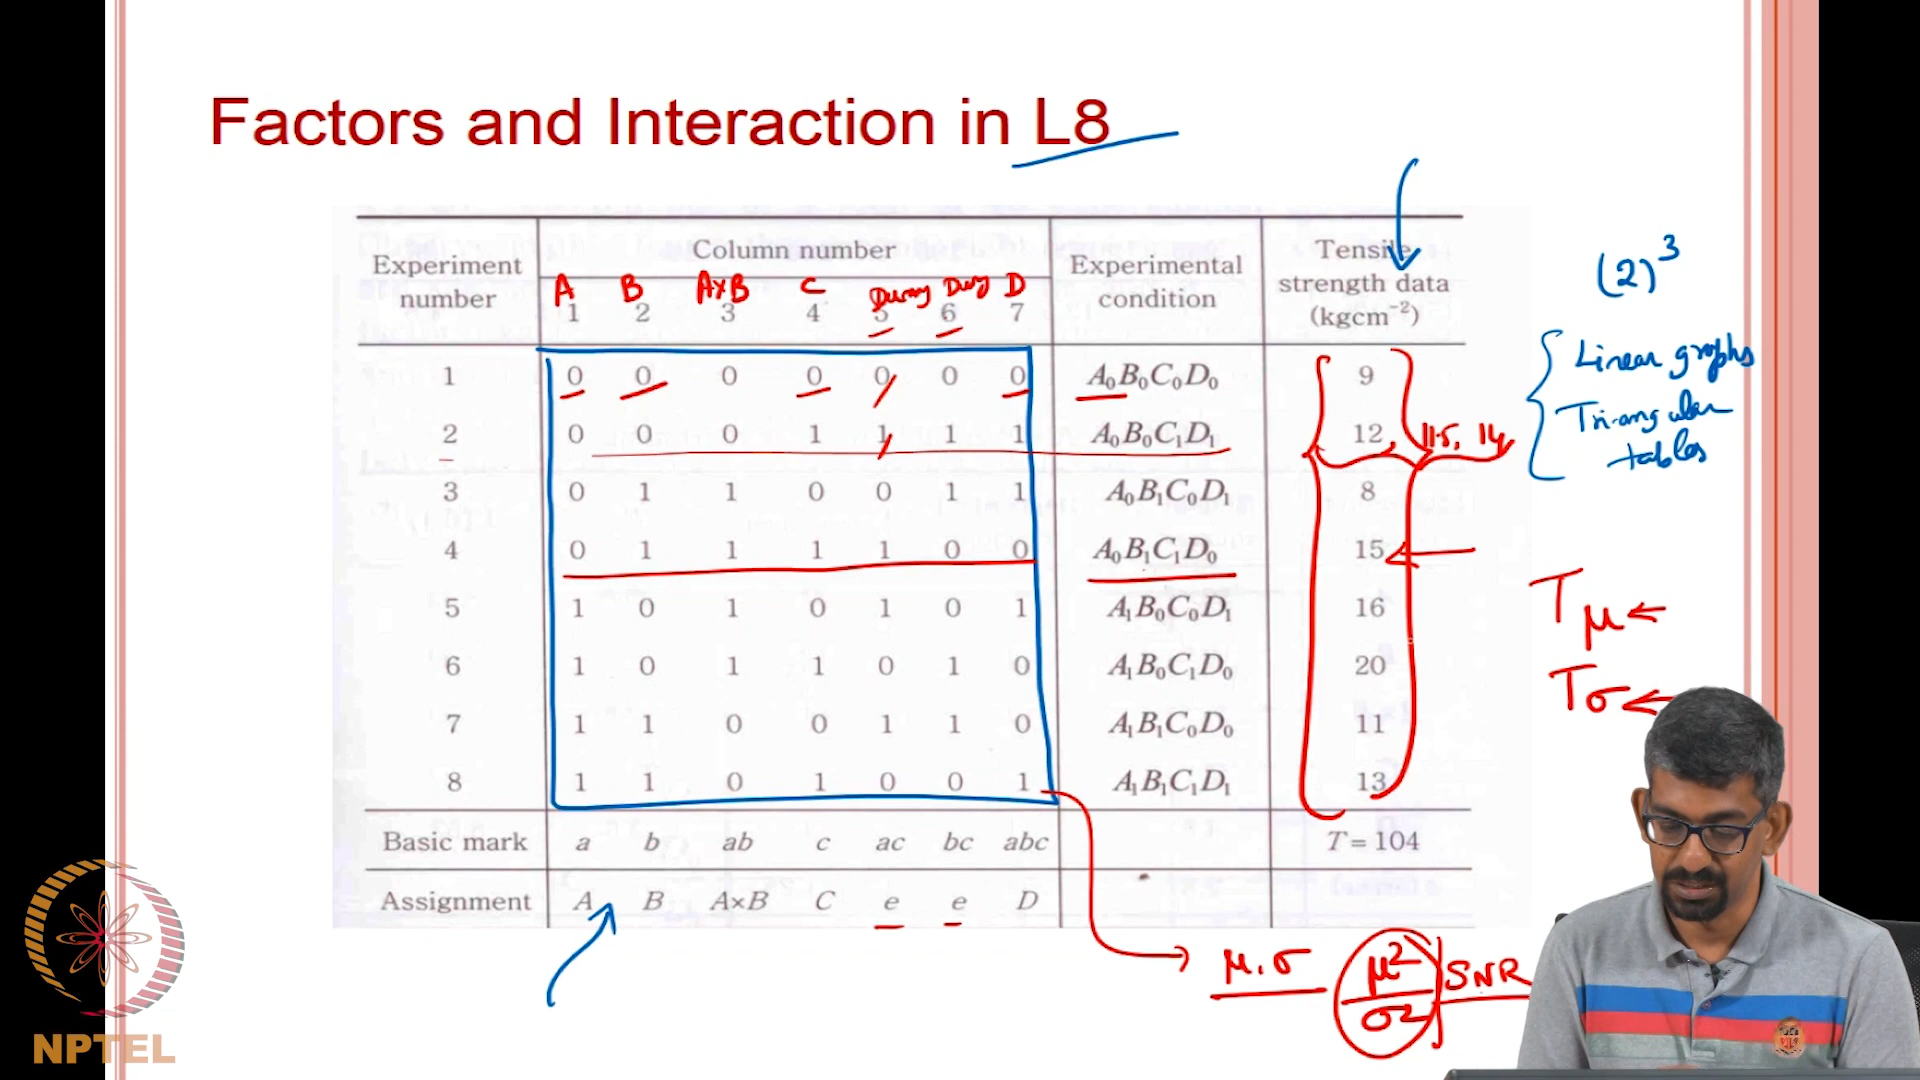 Factors and Interaction in L8
Experiment number
Column number
Experimental condition
Tensile strength data (kgcm⁻²)
A B A×B C Dumy Dumy D
1 2 3 4 5 6 7
1 0 0 0 0 0 0 0 A₀B₀C₀D₀ 9
2 0 0 0 1 1 1 1 A₀B₀C₁D₁ 12, 11.5, 14
3 0 1 1 0 0 1 1 A₀B₁C₀D₁ 8
4 0 1 1 1 1 0 0 A₀B₁C₁D₀ 15
5 1 0 1 0 1 0 1 A₁B₀C₀D₁ 16
6 1 0 1 1 0 1 0 A₁B₀C₁D₀ 20
7 1 1 0 0 1 1 0 A₁B₁C₀D₀ 11
8 1 1 0 1 0 0 1 A₁B₁C₁D₁ 13
Basic mark a b ab c ac bc abc T = 104
Assignment A B A×B C e e D
(2)³
Linear graphs
Triangular
tables
Tμ
Tσ
μ, σ μ²/σ² SNR
NPTEL